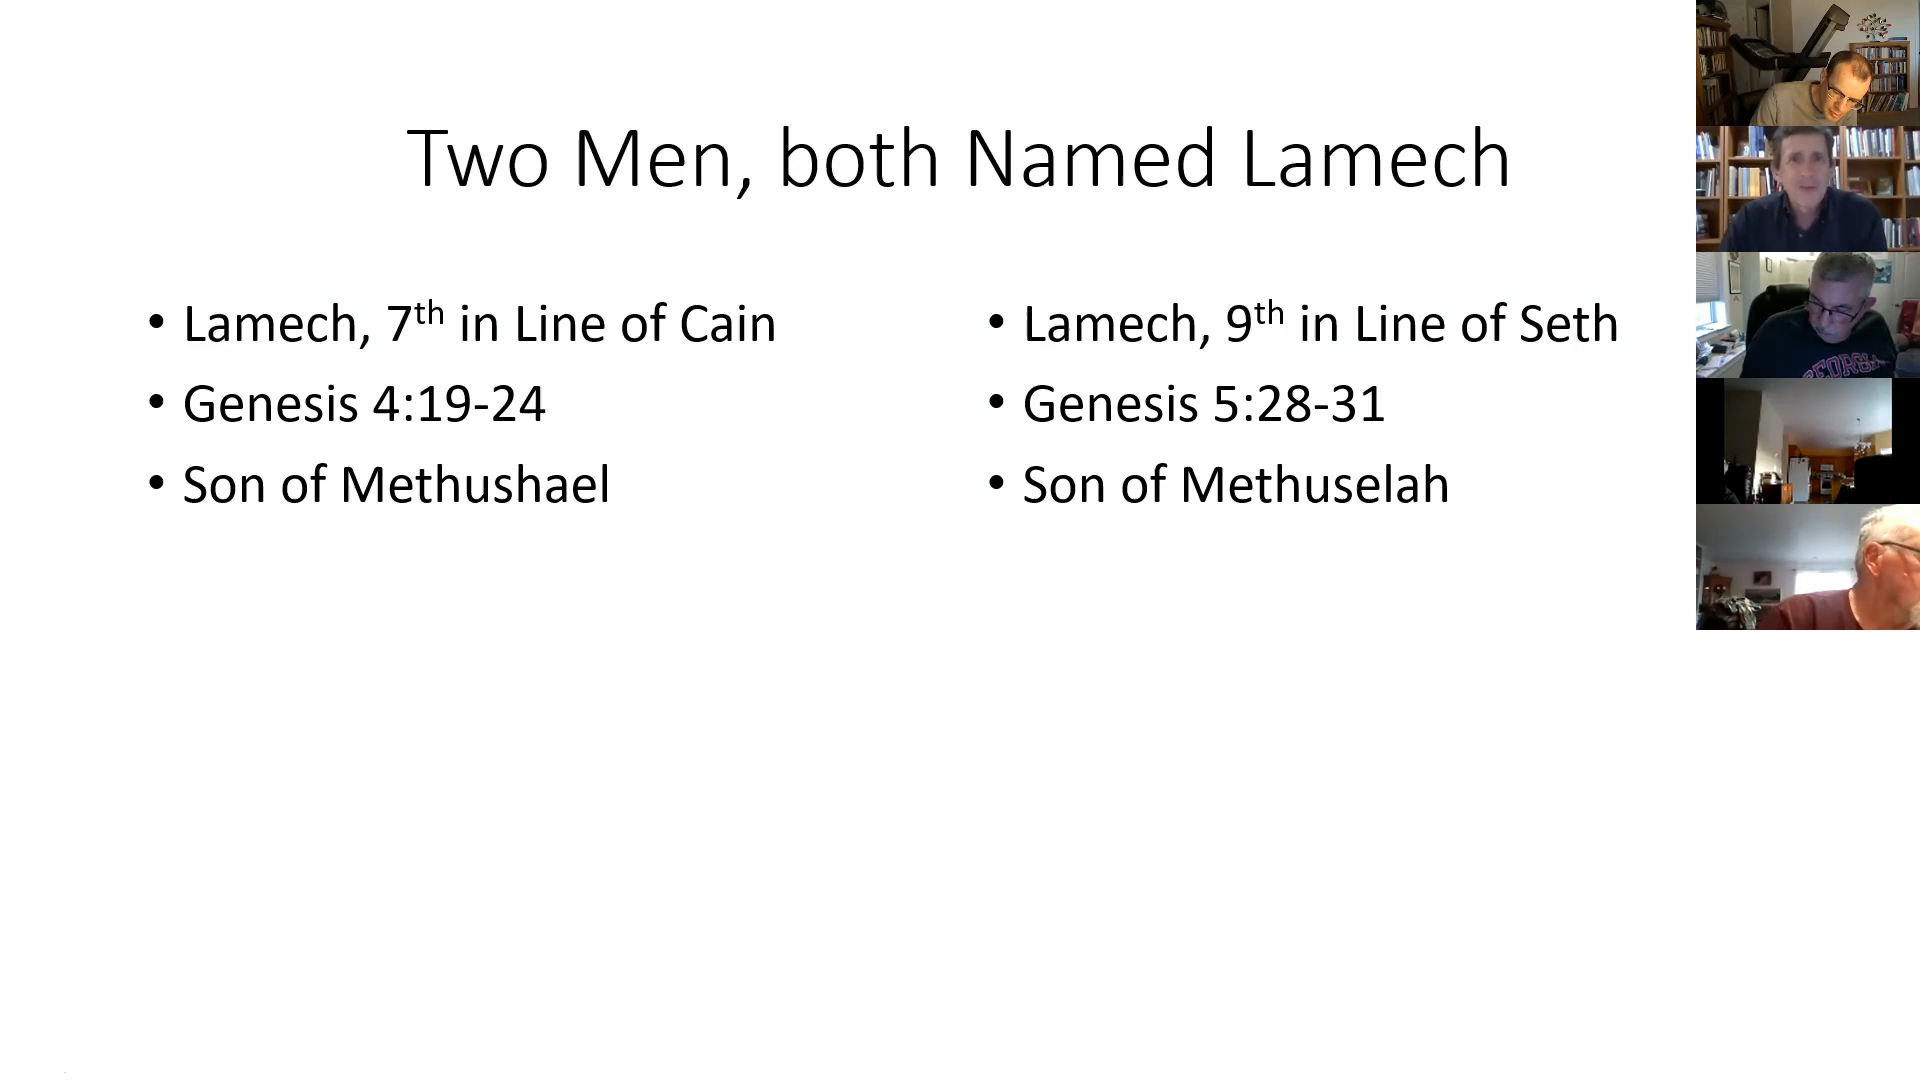 Two Men, both Named Lamech
• Lamech, 7th in Line of Cain
• Genesis 4:19-24
• Son of Methushael
• Lamech, 9th in Line of Seth
• Genesis 5:28-31
• Son of Methuselah
GEORGIA